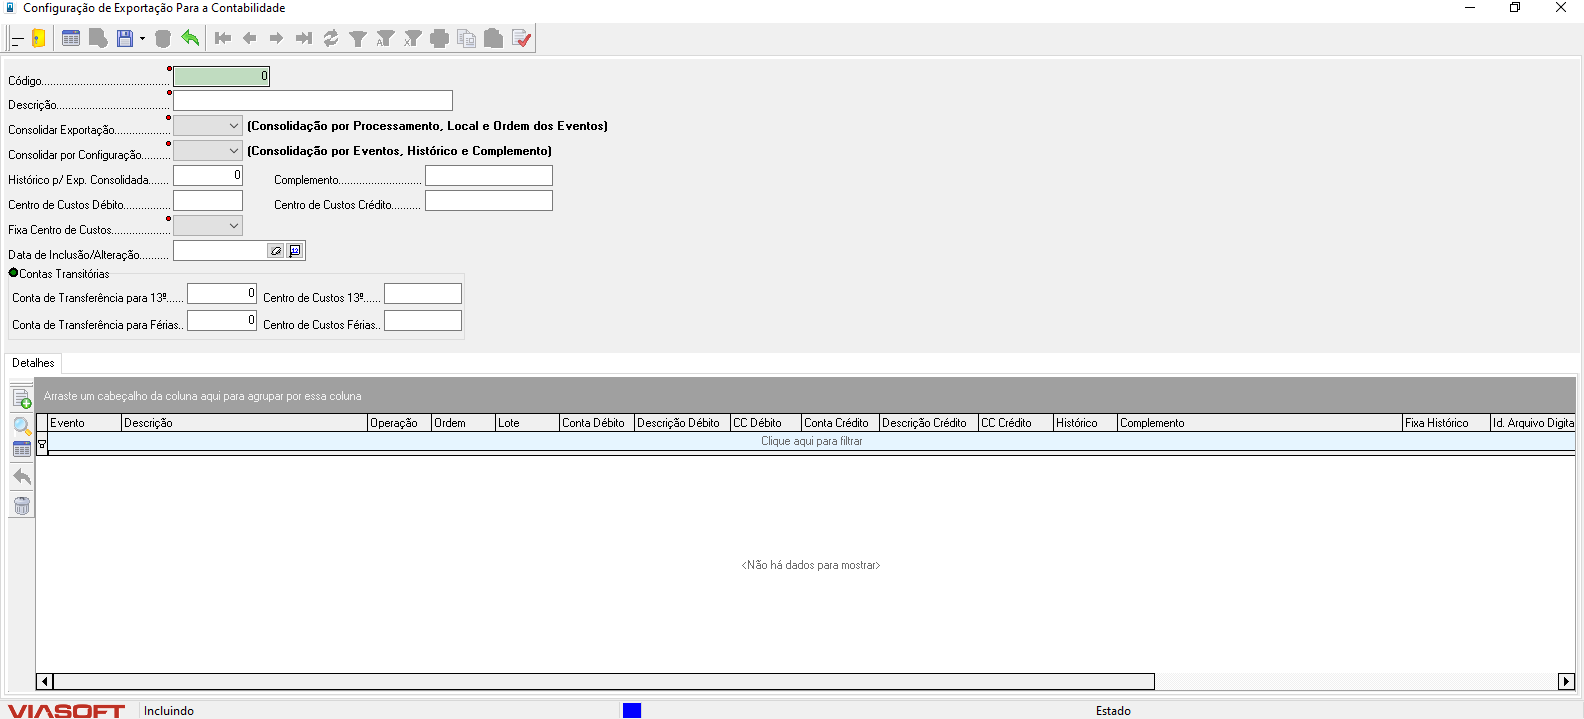 Configuração de Exportação Para a Contabilidade
Código........................................... 0
Descrição......................................
Consolidar Exportação................... (Consolidação por Processamento, Local e Ordem dos Eventos)
Consolidar por Configuração.......... (Consolidação por Eventos, Histórico e Complemento)
Histórico p/ Exp. Consolidada....... 0 Complemento............................
Centro de Custos Débito................ Centro de Custos Crédito..........
Fixa Centro de Custos....................
Data de Inclusão/Alteração..........
Contas Transitórias
Conta de Transferência para 13º...... 0 Centro de Custos 13º......
Conta de Transferência para Férias.. 0 Centro de Custos Férias..
Detalhes
Arraste um cabeçalho da coluna aqui para agrupar por essa coluna
Evento Descrição Operação Ordem Lote Conta Débito Descrição Débito CC Débito Conta Crédito Descrição Crédito CC Crédito Histórico Complemento Fixa Histórico Id. Arquivo Digita
Clique aqui para filtrar
<Não há dados para mostrar>
VIASOFT Incluindo Estado